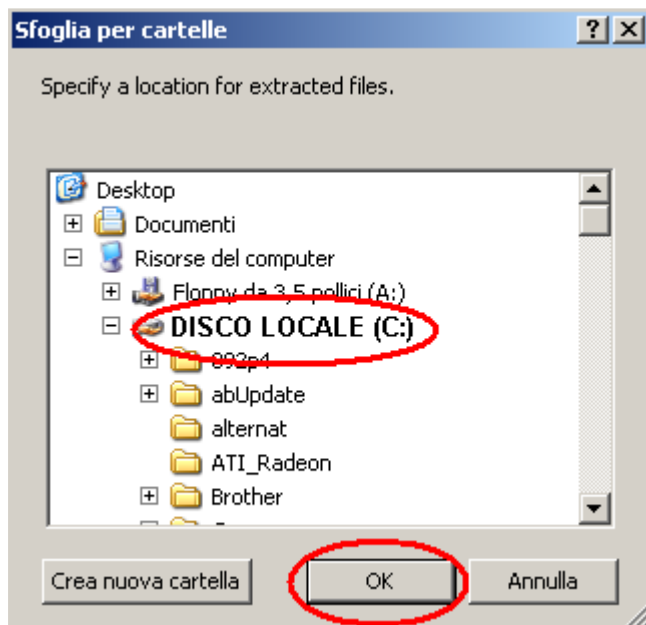 Sfoglia per cartelle
Specify a location for extracted files.
Desktop
Documenti
Risorse del computer
Floppy da 3,5 pollici (A:)
DISCO LOCALE (C:)
892p4
abUpdate
alternat
ATI_Radeon
Brother
Crea nuova cartella OK Annulla